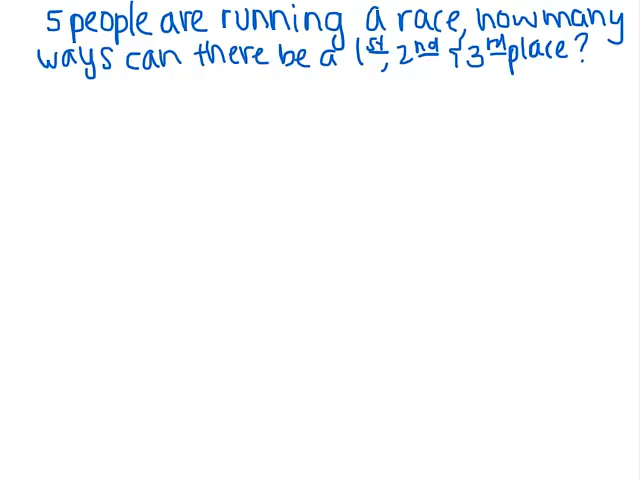 5 people are running a race, how many
ways can there be a 1st, 2nd & 3rd place?